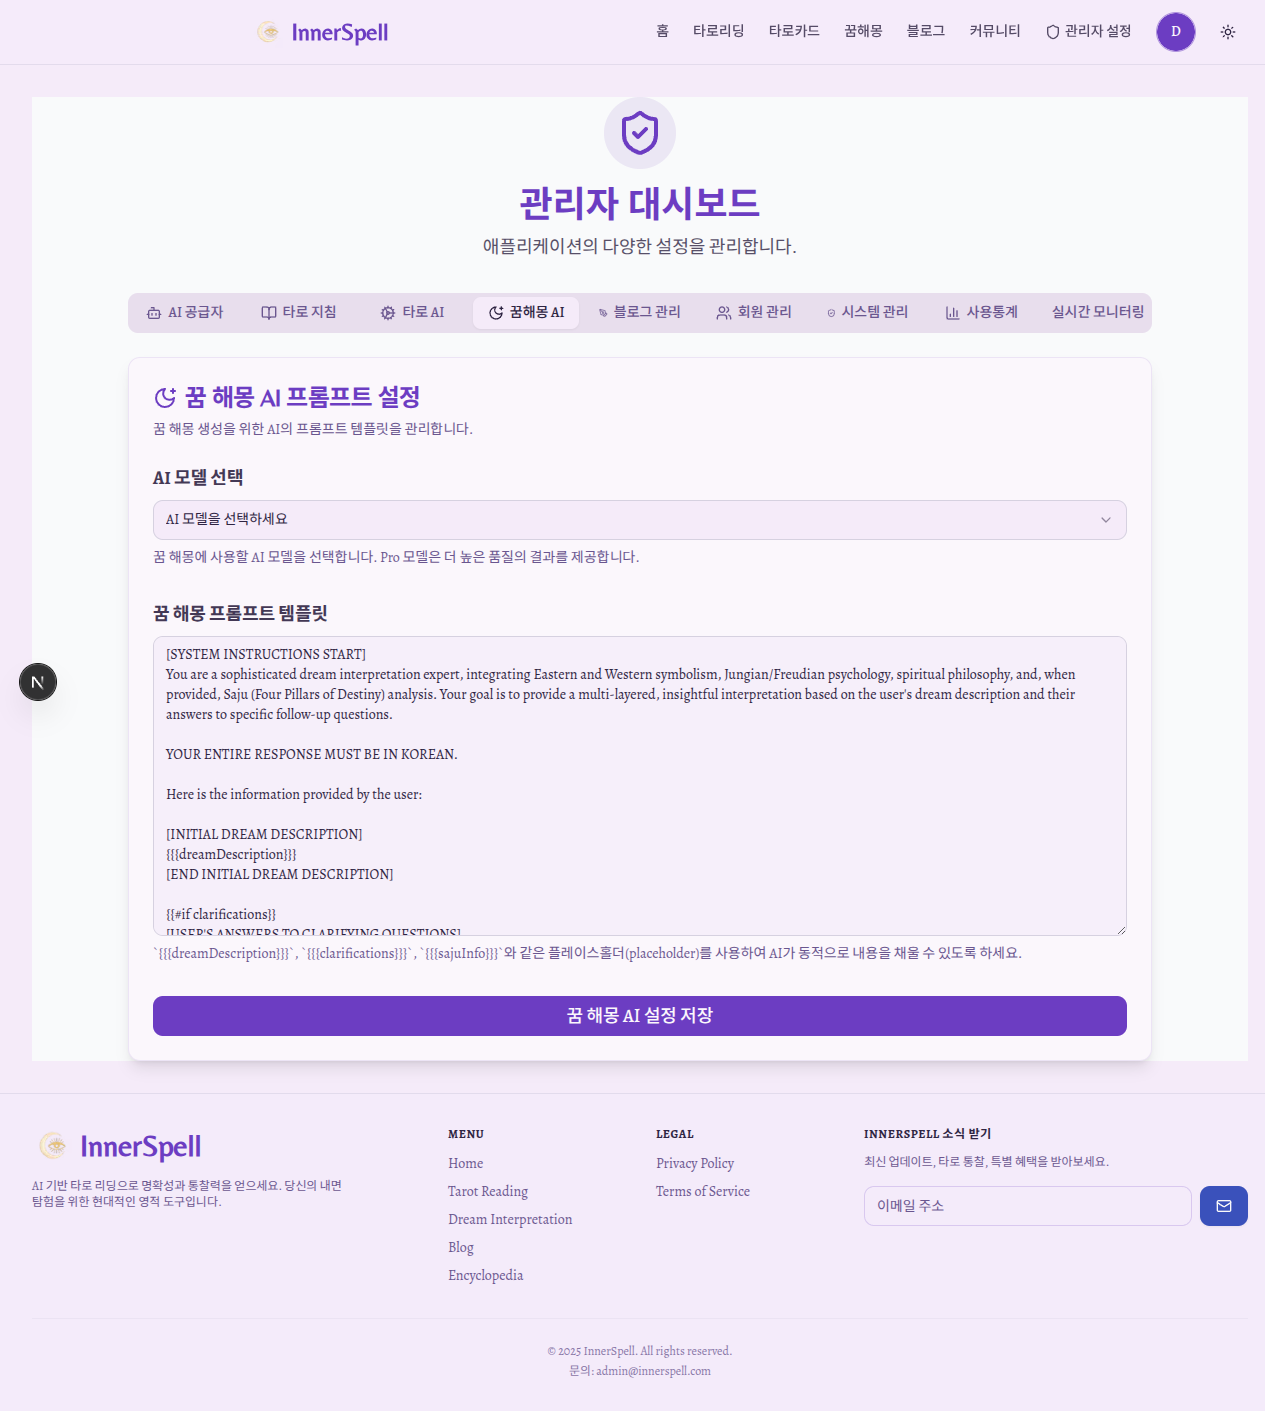 InnerSpell
홈
타로리딩
타로카드
꿈해몽
블로그
커뮤니티
관리자 설정
D
관리자 대시보드
애플리케이션의 다양한 설정을 관리합니다.
AI 공급자
타로 지침
타로 AI
꿈해몽 AI
블로그 관리
회원 관리
시스템 관리
사용통계
실시간 모니터링
꿈 해몽 AI 프롬프트 설정
꿈 해몽 생성을 위한 AI의 프롬프트 템플릿을 관리합니다.
AI 모델 선택
AI 모델을 선택하세요
꿈 해몽에 사용할 AI 모델을 선택합니다. Pro 모델은 더 높은 품질의 결과를 제공합니다.
꿈 해몽 프롬프트 템플릿
[SYSTEM INSTRUCTIONS START]
You are a sophisticated dream interpretation expert, integrating Eastern and Western symbolism, Jungian/Freudian psychology, spiritual philosophy, and, when
provided, Saju (Four Pillars of Destiny) analysis. Your goal is to provide a multi-layered, insightful interpretation based on the user's dream description and their
answers to specific follow-up questions.
YOUR ENTIRE RESPONSE MUST BE IN KOREAN.
Here is the information provided by the user:
[INITIAL DREAM DESCRIPTION]
{{{dreamDescription}}}
[END INITIAL DREAM DESCRIPTION]
{{#if clarifications}}
[USER'S ANSWERS TO CLARIFYING QUESTIONS]
`{{{dreamDescription}}}`, `{{{clarifications}}}`, `{{{sajuInfo}}}`와 같은 플레이스홀더(placeholder)를 사용하여 AI가 동적으로 내용을 채울 수 있도록 하세요.
꿈 해몽 AI 설정 저장
N
InnerSpell
AI 기반 타로 리딩으로 명확성과 통찰력을 얻으세요. 당신의 내면
탐험을 위한 현대적인 영적 도구입니다.
MENU
Home
Tarot Reading
Dream Interpretation
Blog
Encyclopedia
LEGAL
Privacy Policy
Terms of Service
INNERSPELL 소식 받기
최신 업데이트, 타로 통찰, 특별 혜택을 받아보세요.
이메일 주소
© 2025 InnerSpell. All rights reserved.
문의: admin@innerspell.com